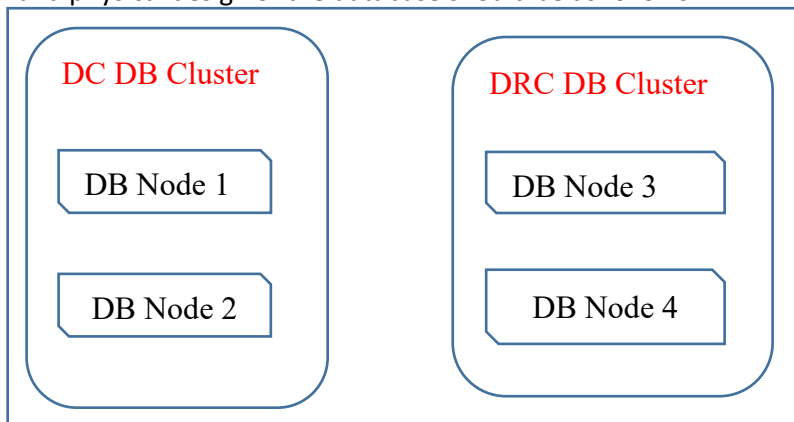 DC DB Cluster
DB Node 1
DB Node 2
DRC DB Cluster
DB Node 3
DB Node 4